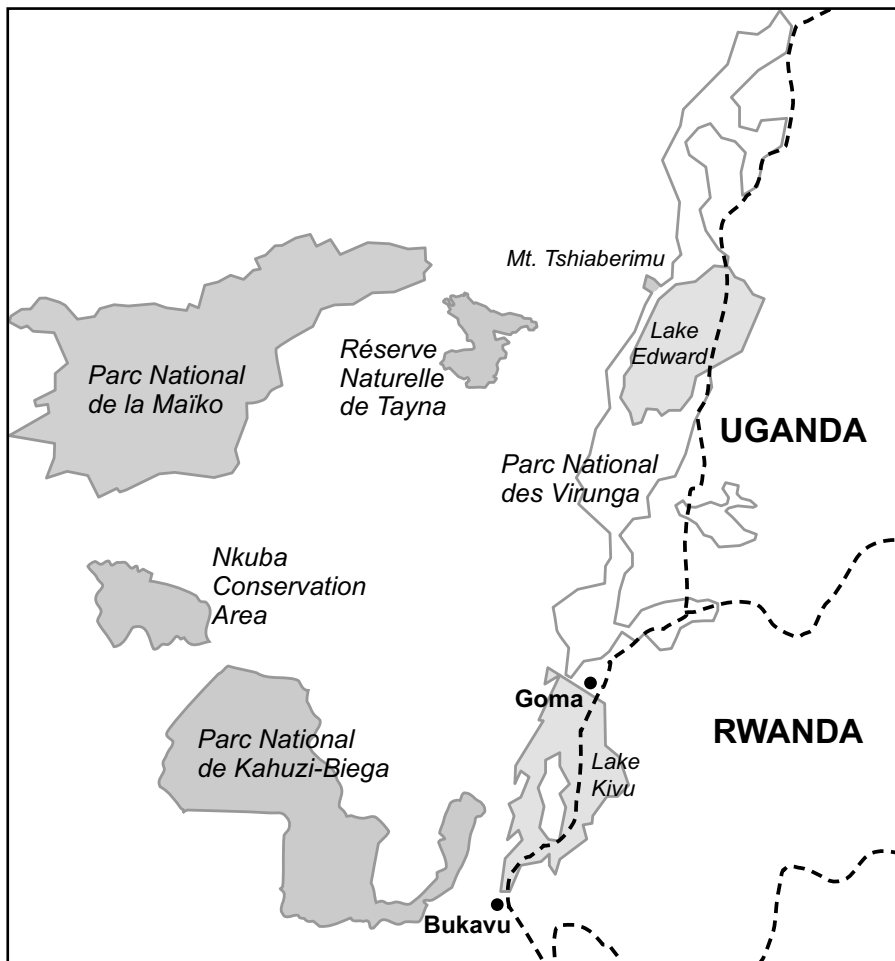 Mt. Tshiaberimu
Lake
Edward
Réserve
Naturelle
de Tayna
Parc National
de la Maïko
UGANDA
Parc National
des Virunga
Nkuba
Conservation
Area
Goma
RWANDA
Parc National
de Kahuzi-Biega
Lake
Kivu
Bukavu